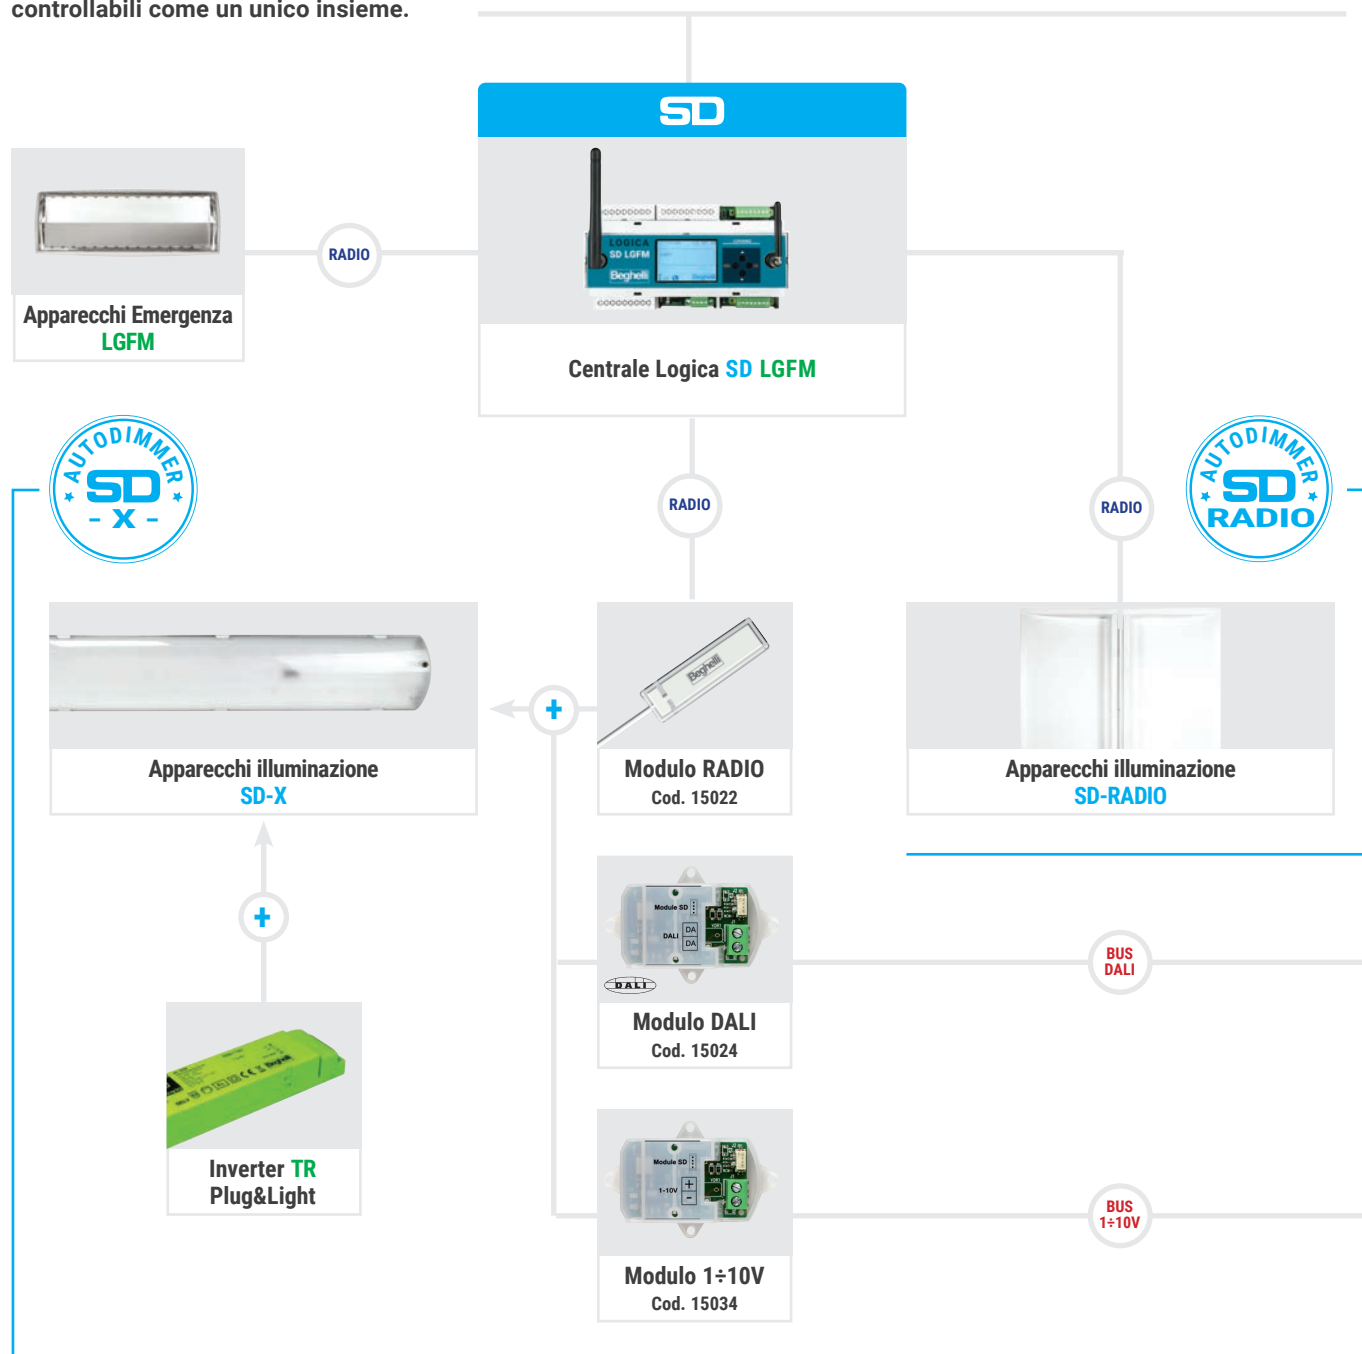 controllabili come un unico insieme.
SD
LOGICA
SD LGFM
Beghelli
RADIO
Apparecchi Emergenza
LGFM
Centrale Logica SD LGFM
AUTODIMMER
SD
- X -
RADIO
RADIO
AUTODIMMER
SD
RADIO
Beghelli
Apparecchi illuminazione
SD-X
+
Modulo RADIO
Cod. 15022
Apparecchi illuminazione
SD-RADIO
+
Module SD
DALI
DA
DA
DALI
Modulo DALI
Cod. 15024
BUS
DALI
Beghelli
Inverter TR
Plug&Light
Module SD
1-10V
+
-
Modulo 1÷10V
Cod. 15034
BUS
1÷10V